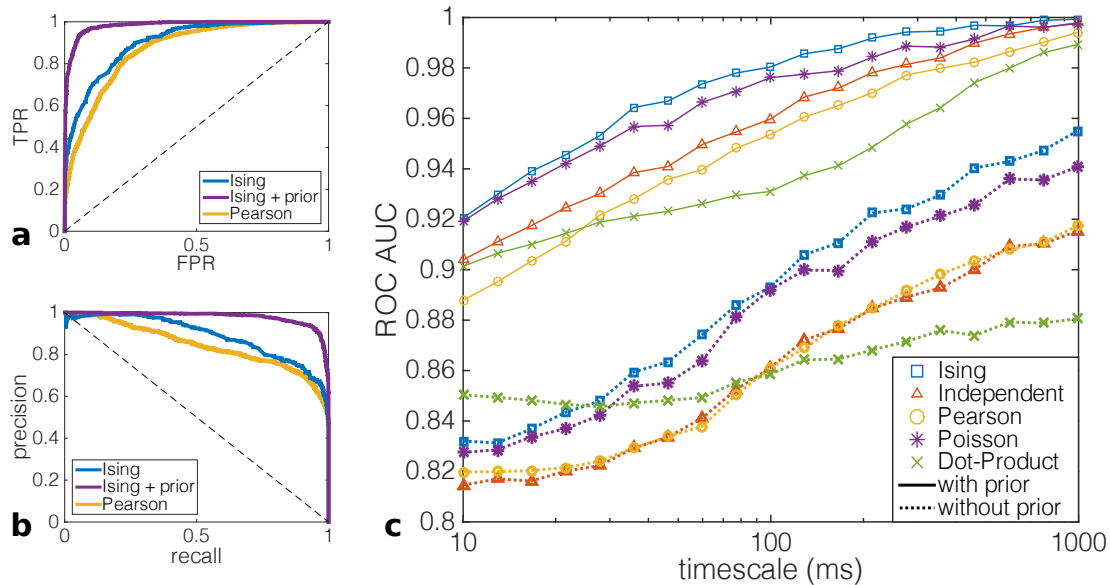 1
0.8
0.6
0.4
0.2
0
TPR
Ising
Ising + prior
Pearson
0
0.5
1
FPR
a
1
0.8
0.6
0.4
0.2
0
precision
Ising
Ising + prior
Pearson
0
0.5
1
recall
b
1
0.98
0.96
0.94
0.92
0.9
0.88
0.86
0.84
0.82
0.8
ROC AUC
Ising
Independent
Pearson
Poisson
Dot-Product
with prior
without prior
10
100
1000
timescale (ms)
c